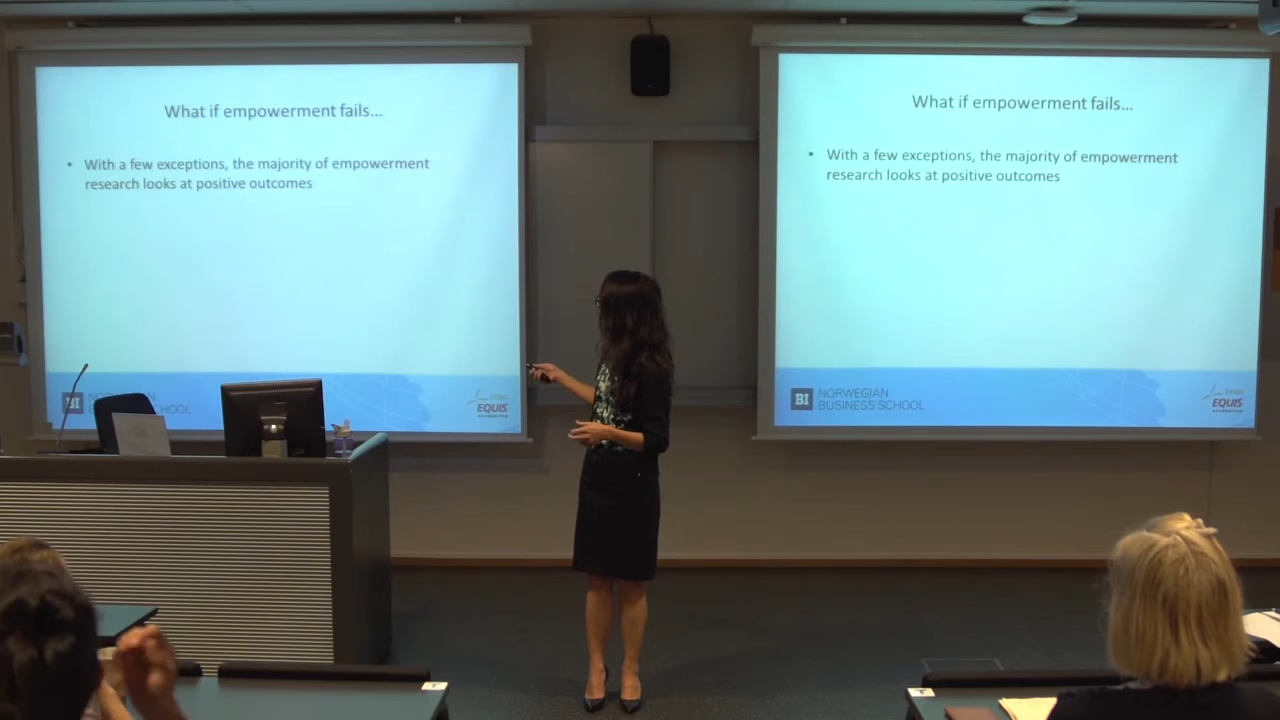 What if empowerment fails...
• With a few exceptions, the majority of empowerment
research looks at positive outcomes
BI NORWEGIAN
BUSINESS SCHOOL
EQUIS
What if empowerment fails...
• With a few exceptions, the majority of empowerment
research looks at positive outcomes
BI NORWEGIAN
BUSINESS SCHOOL
EQUIS